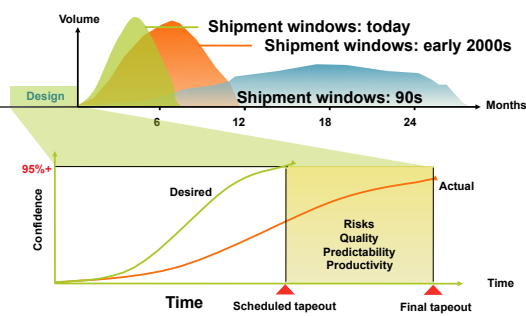 Volume
Shipment windows: today
Shipment windows: early 2000s
Design
Shipment windows: 90s
Months
6
12
18
24
95%+
Desired
Actual
Confidence
Risks
Quality
Predictability
Productivity
Time
Time
Scheduled tapeout
Final tapeout